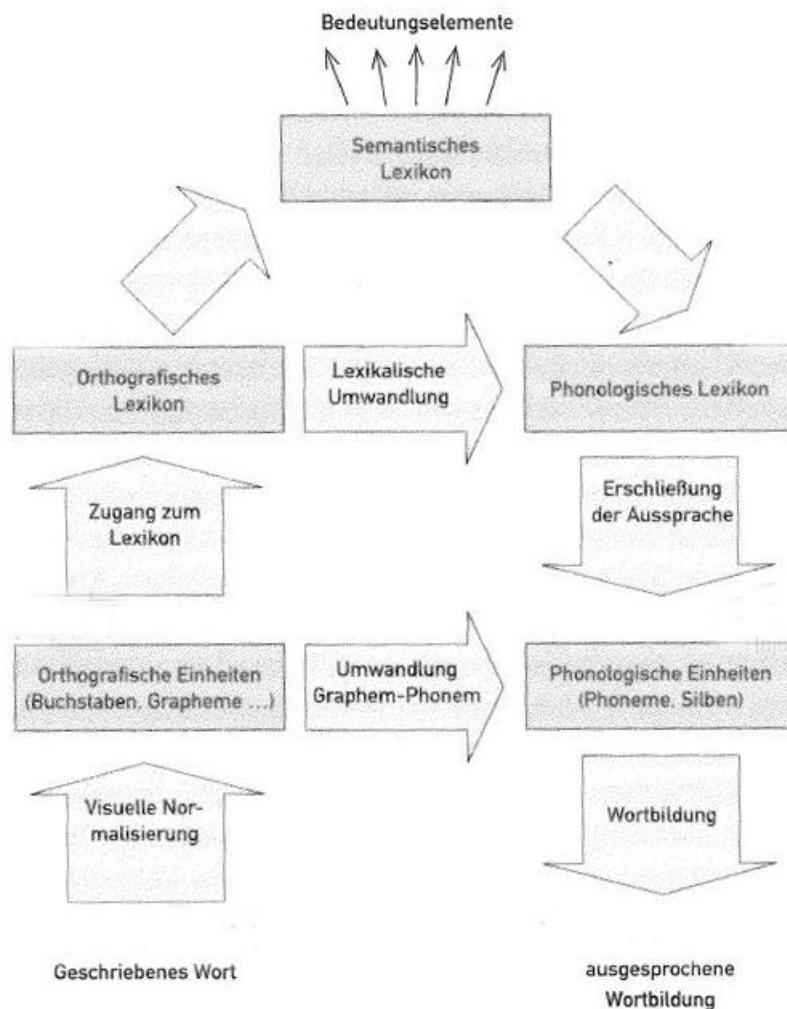 Bedeutungselemente
Semantisches
Lexikon
Orthografisches
Lexikon
Lexikalische
Umwandlung
Phonologisches Lexikon
Zugang zum
Lexikon
Erschließung
der Aussprache
Orthografische Einheiten
(Buchstaben, Grapheme ...)
Umwandlung
Graphem-Phonem
Phonologische Einheiten
(Phoneme, Silben)
Visuelle Nor-
malisierung
Wortbildung
Geschriebenes Wort
ausgesprochene
Wortbildung